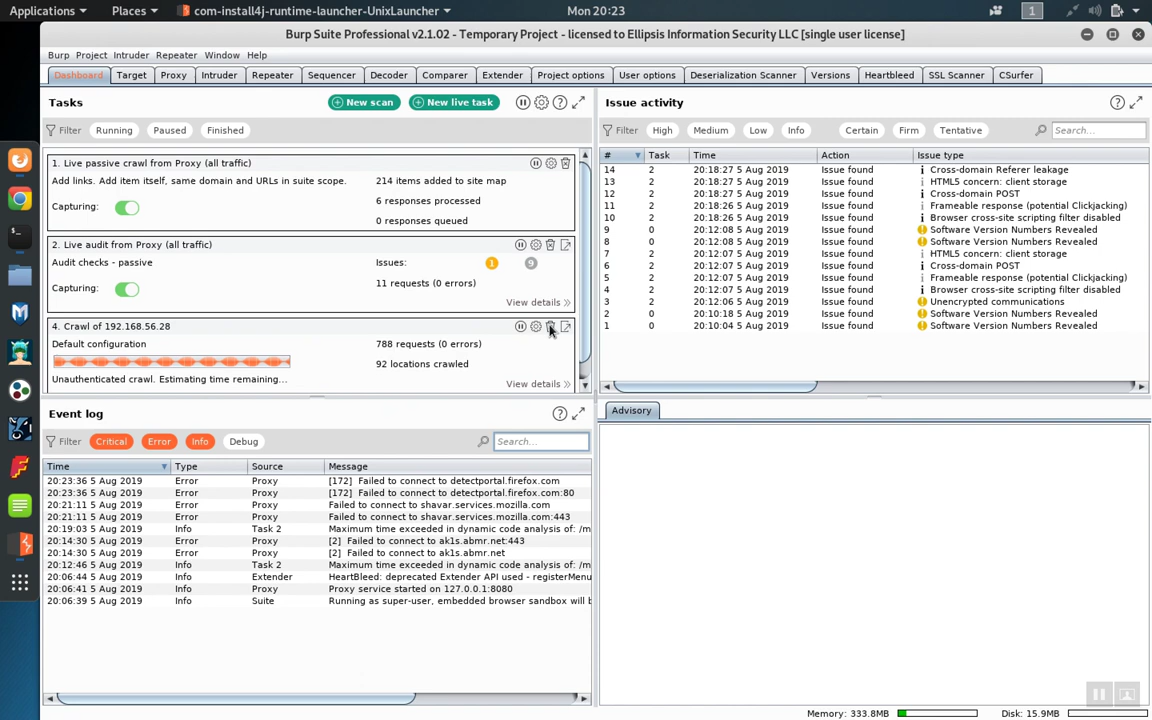 Applications Places com-install4j-runtime-launcher-UnixLauncher Mon 20:23 1
Burp Suite Professional v2.1.02 - Temporary Project - licensed to Ellipsis Information Security LLC [single user license]
Burp Project Intruder Repeater Window Help
Dashboard Target Proxy Intruder Repeater Sequencer Decoder Comparer Extender Project options User options Deserialization Scanner Versions Heartbleed SSL Scanner CSurfer
Tasks New scan New live task
Filter Running Paused Finished
1. Live passive crawl from Proxy (all traffic)
Add links. Add item itself, same domain and URLs in suite scope. 214 items added to site map
Capturing: 6 responses processed
0 responses queued
2. Live audit from Proxy (all traffic)
Audit checks - passive Issues: 1 9
Capturing: 11 requests (0 errors)
View details
4. Crawl of 192.168.56.28
Default configuration 788 requests (0 errors)
92 locations crawled
Unauthenticated crawl. Estimating time remaining...
View details
Issue activity
Filter High Medium Low Info Certain Firm Tentative Search...
# Task Time Action Issue type
14 2 20:18:27 5 Aug 2019 Issue found Cross-domain Referer leakage
13 2 20:18:27 5 Aug 2019 Issue found HTML5 concern: client storage
12 2 20:18:26 5 Aug 2019 Issue found Cross-domain POST
11 2 20:18:26 5 Aug 2019 Issue found Frameable response (potential Clickjacking)
10 2 20:18:26 5 Aug 2019 Issue found Browser cross-site scripting filter disabled
9 0 20:12:08 5 Aug 2019 Issue found Software Version Numbers Revealed
8 0 20:12:08 5 Aug 2019 Issue found Software Version Numbers Revealed
7 2 20:12:07 5 Aug 2019 Issue found HTML5 concern: client storage
6 2 20:12:07 5 Aug 2019 Issue found Cross-domain POST
5 2 20:12:07 5 Aug 2019 Issue found Frameable response (potential Clickjacking)
4 2 20:12:07 5 Aug 2019 Issue found Browser cross-site scripting filter disabled
3 2 20:12:06 5 Aug 2019 Issue found Unencrypted communications
2 0 20:10:18 5 Aug 2019 Issue found Software Version Numbers Revealed
1 0 20:10:04 5 Aug 2019 Issue found Software Version Numbers Revealed
Event log
Filter Critical Error Info Debug Search...
Time Type Source Message
20:23:36 5 Aug 2019 Error Proxy [172] Failed to connect to detectportal.firefox.com
20:23:36 5 Aug 2019 Error Proxy [172] Failed to connect to detectportal.firefox.com:80
20:21:11 5 Aug 2019 Error Proxy Failed to connect to shavar.services.mozilla.com
20:21:11 5 Aug 2019 Error Proxy Failed to connect to shavar.services.mozilla.com:443
20:19:03 5 Aug 2019 Info Task 2 Maximum time exceeded in dynamic code analysis of: /m
20:14:30 5 Aug 2019 Error Proxy [2] Failed to connect to ak1s.abmr.net:443
20:14:30 5 Aug 2019 Error Proxy [2] Failed to connect to ak1s.abmr.net
20:12:46 5 Aug 2019 Info Task 2 Maximum time exceeded in dynamic code analysis of: /m
20:06:44 5 Aug 2019 Info Extender HeartBleed: deprecated Extender API used - registerMenu
20:06:41 5 Aug 2019 Info Proxy Proxy service started on 127.0.0.1:8080
20:06:39 5 Aug 2019 Info Suite Running as super-user, embedded browser sandbox will b
Advisory
Memory: 333.8MB Disk: 15.9MB